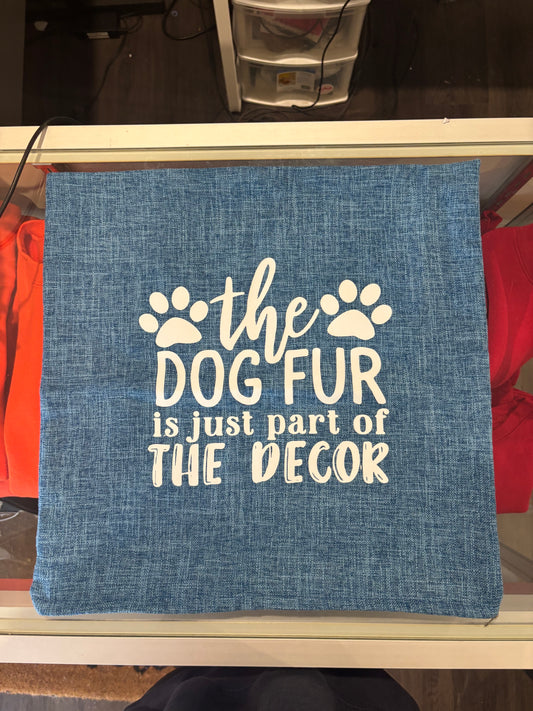 the
DOG FUR
is just part of
THE DECOR